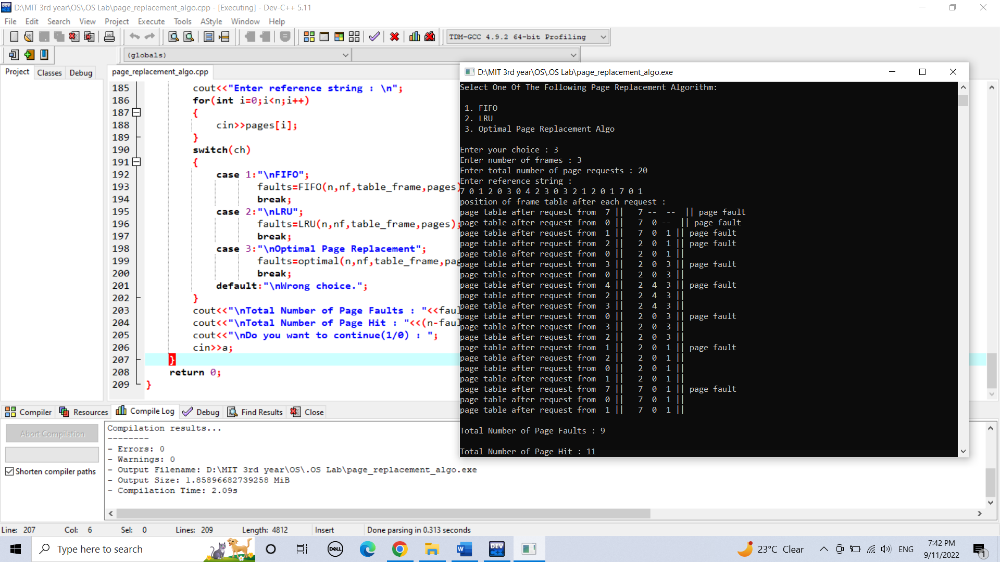 D:\MIT 3rd year\OS\.OS Lab\page_replacement_algo.cpp - [Executing] - Dev-C++ 5.11
File Edit Search View Project Execute Tools AStyle Window Help
TDM-GCC 4.9.2 64-bit Profiling
(globals)
Project Classes Debug
page_replacement_algo.cpp
185 cout<<"Enter reference string : \n";
186 for(int i=0;i<n;i++)
187 {
188 cin>>pages[i];
189 }
190 switch(ch)
191 {
192 case 1:"\nFIFO";
193 faults=FIFO(n,nf,table_frame,pages)
194 break;
195 case 2:"\nLRU";
196 faults=LRU(n,nf,table_frame,pages);
197 break;
198 case 3:"\nOptimal Page Replacement";
199 faults=optimal(n,nf,table_frame,pag
200 break;
201 default:"\nWrong choice.";
202 }
203 cout<<"\nTotal Number of Page Faults : "<<faul
204 cout<<"\nTotal Number of Page Hit : "<<(n-faul
205 cout<<"\nDo you want to continue(1/0) : ";
206 cin>>a;
207 }
208 return 0;
209 }
D:\MIT 3rd year\OS\.OS Lab\page_replacement_algo.exe
Select One Of The Following Page Replacement Algorithm:
1. FIFO
2. LRU
3. Optimal Page Replacement Algo
Enter your choice : 3
Enter number of frames : 3
Enter total number of page requests : 20
Enter reference string :
7 0 1 2 0 3 0 4 2 3 0 3 2 1 2 0 1 7 0 1
position of frame table after each request :
page table after request from 7 || 7 -- -- || page fault
page table after request from 0 || 7 0 -- || page fault
page table after request from 1 || 7 0 1 || page fault
page table after request from 2 || 2 0 1 || page fault
page table after request from 0 || 2 0 1 ||
page table after request from 3 || 2 0 3 || page fault
page table after request from 0 || 2 0 3 ||
page table after request from 4 || 2 4 3 || page fault
page table after request from 2 || 2 4 3 ||
page table after request from 3 || 2 4 3 ||
page table after request from 0 || 2 0 3 || page fault
page table after request from 3 || 2 0 3 ||
page table after request from 2 || 2 0 3 ||
page table after request from 1 || 2 0 1 || page fault
page table after request from 2 || 2 0 1 ||
page table after request from 0 || 2 0 1 ||
page table after request from 1 || 2 0 1 ||
page table after request from 7 || 7 0 1 || page fault
page table after request from 0 || 7 0 1 ||
page table after request from 1 || 7 0 1 ||
Total Number of Page Faults : 9
Total Number of Page Hit : 11
Compiler Resources Compile Log Debug Find Results Close
Abort Compilation
Shorten compiler paths
Compilation results...
--------
- Errors: 0
- Warnings: 0
- Output Filename: D:\MIT 3rd year\OS\.OS Lab\page_replacement_algo.exe
- Output Size: 1.85896682739258 MiB
- Compilation Time: 2.09s
Line: 207 Col: 6 Sel: 0 Lines: 209 Length: 4812 Insert Done parsing in 0.313 seconds
Type here to search
DELL
DEV C++
23°C Clear
ENG
7:42 PM
9/11/2022
1